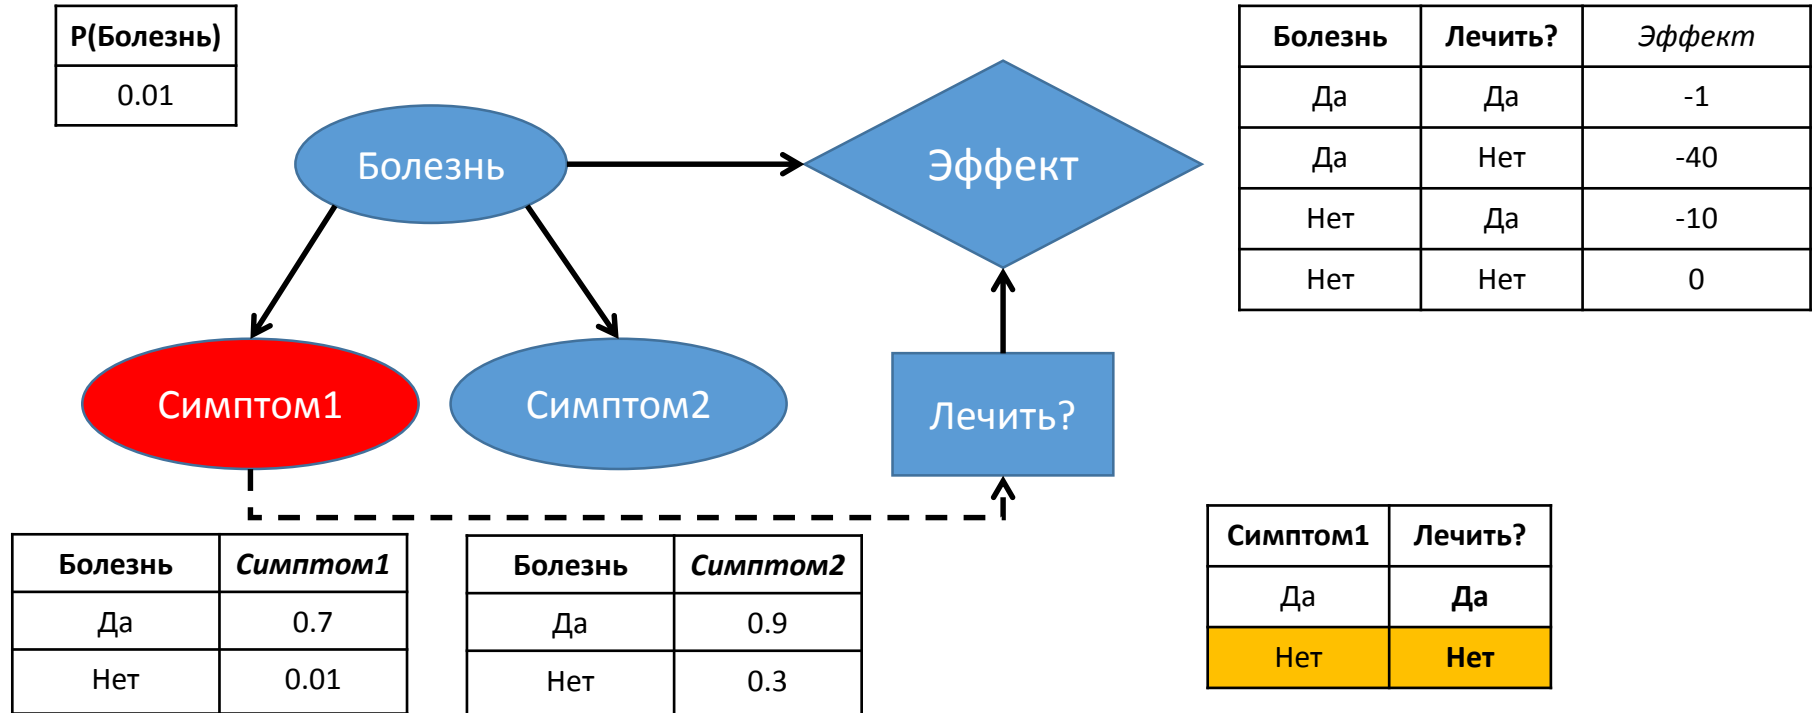 P(Болезнь)
0.01
Болезнь
Эффект
Болезнь Лечить? Эффект
Да Да -1
Да Нет -40
Нет Да -10
Нет Нет 0
Симптом1
Симптом2
Лечить?
Болезнь Симптом1
Да 0.7
Нет 0.01
Болезнь Симптом2
Да 0.9
Нет 0.3
Симптом1 Лечить?
Да Да
Нет Нет